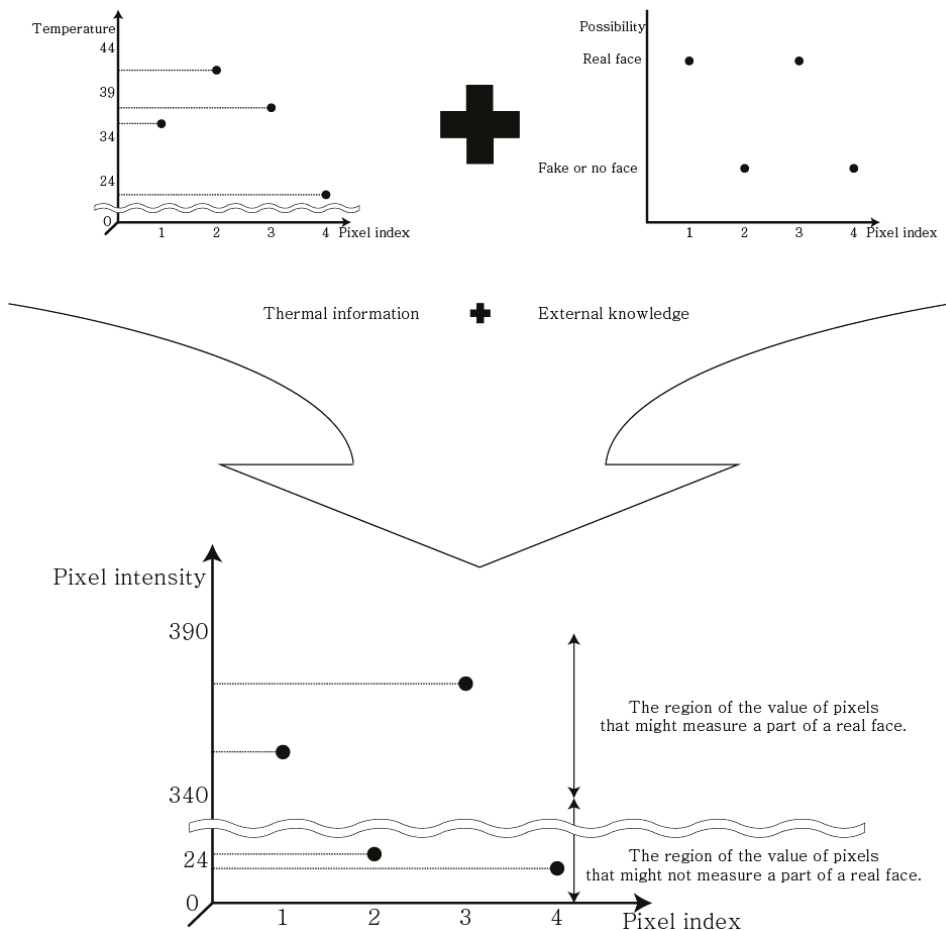 Temperature
44
39
34
24
0
1 2 3 4 Pixel index
Possibility
Real face
Fake or no face
1 2 3 4 Pixel index
Thermal information
External knowledge
Pixel intensity
390
340
24
0
1 2 3 4 Pixel index
The region of the value of pixels
that might measure a part of a real face.
The region of the value of pixels
that might not measure a part of a real face.